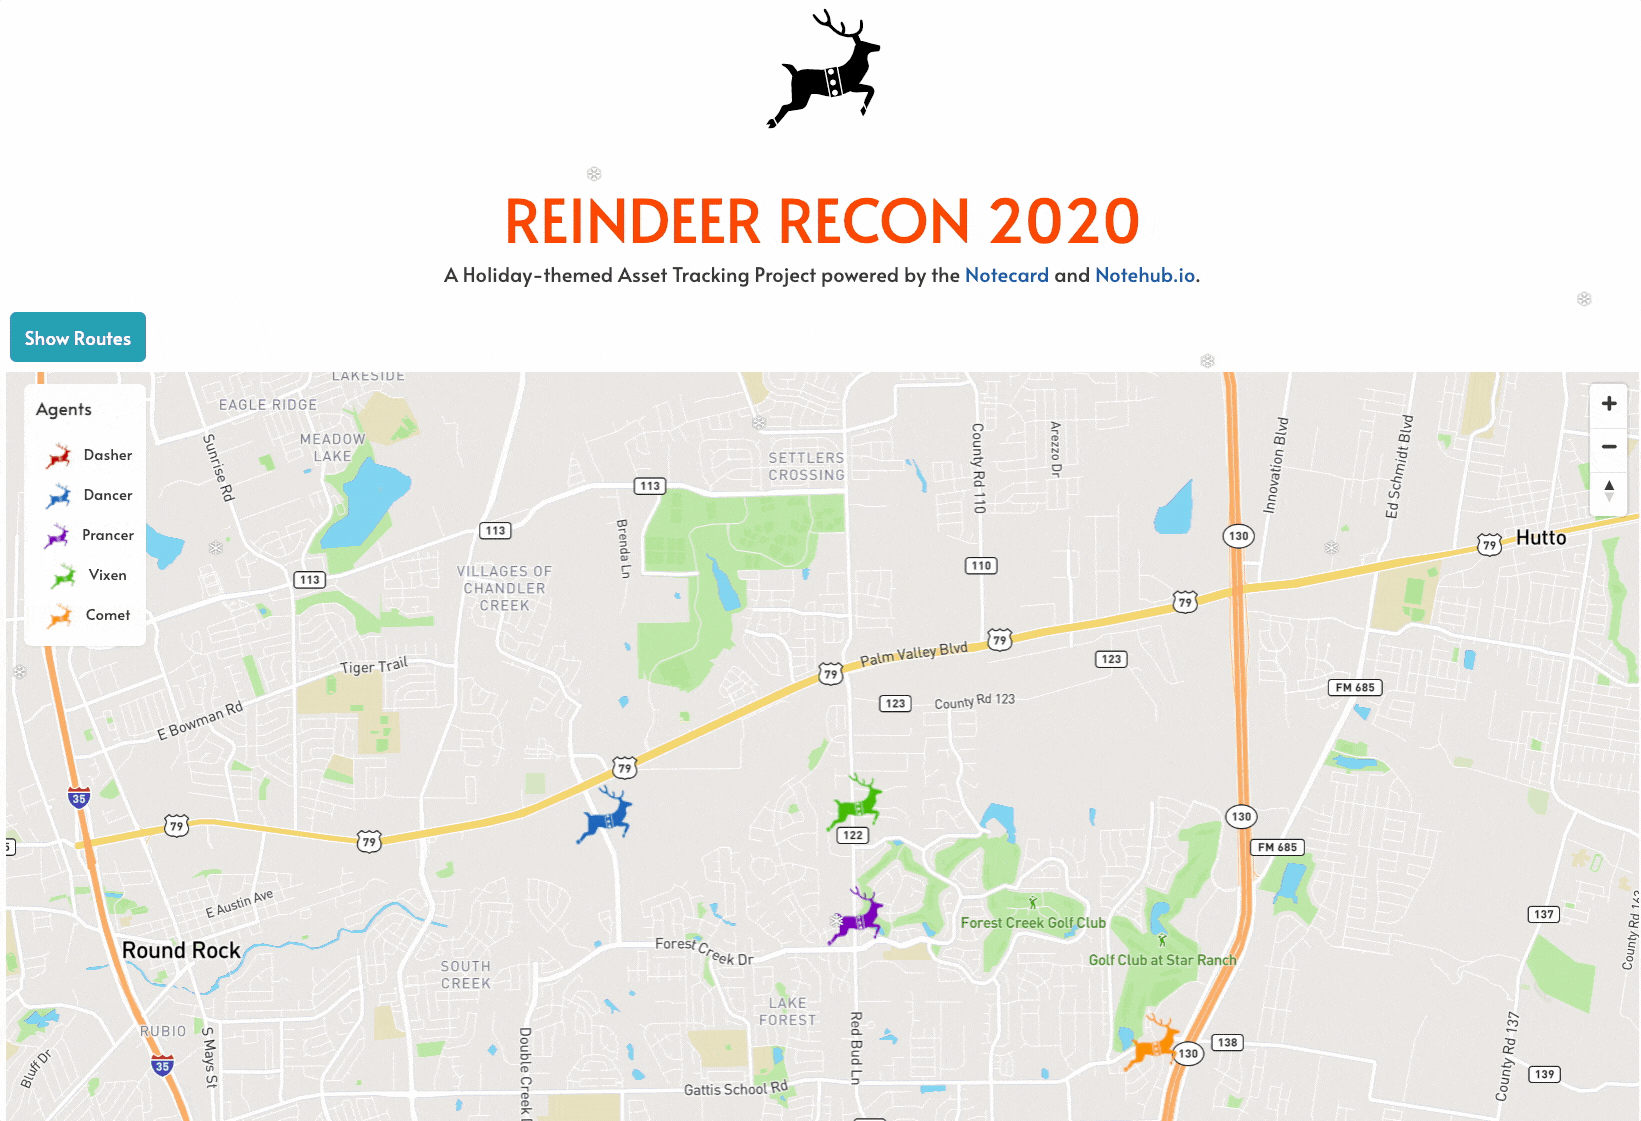 REINDEER RECON 2020
A Holiday-themed Asset Tracking Project powered by the Notecard and Notehub.io.
Show Routes
Agents
Dasher
Dancer
Prancer
Vixen
Comet
LAKESIDE
EAGLE RIDGE
MEADOW
LAKE
Sunrise Rd
113
113
113
Brenda Ln
SETTLERS
CROSSING
County Rd 110
Arezzo Dr
Innovation Blvd
Ed Schmidt Blvd
130
79
Hutto
110
VILLAGES OF
CHANDLER
CREEK
79
Palm Valley Blvd
79
79
123
123
County Rd 123
FM 685
Tiger Trail
E Bowman Rd
79
35
79
79
122
130
FM 685
E Austin Ave
Round Rock
Forest Creek Dr
Forest Creek Golf Club
Golf Club at Star Ranch
137
SOUTH
CREEK
LAKE
FOREST
RUBIO
S Mays St
Bluff Dr
35
Double Creek
Red Bud Ln
Gattis School Rd
130
138
County Rd 137
139